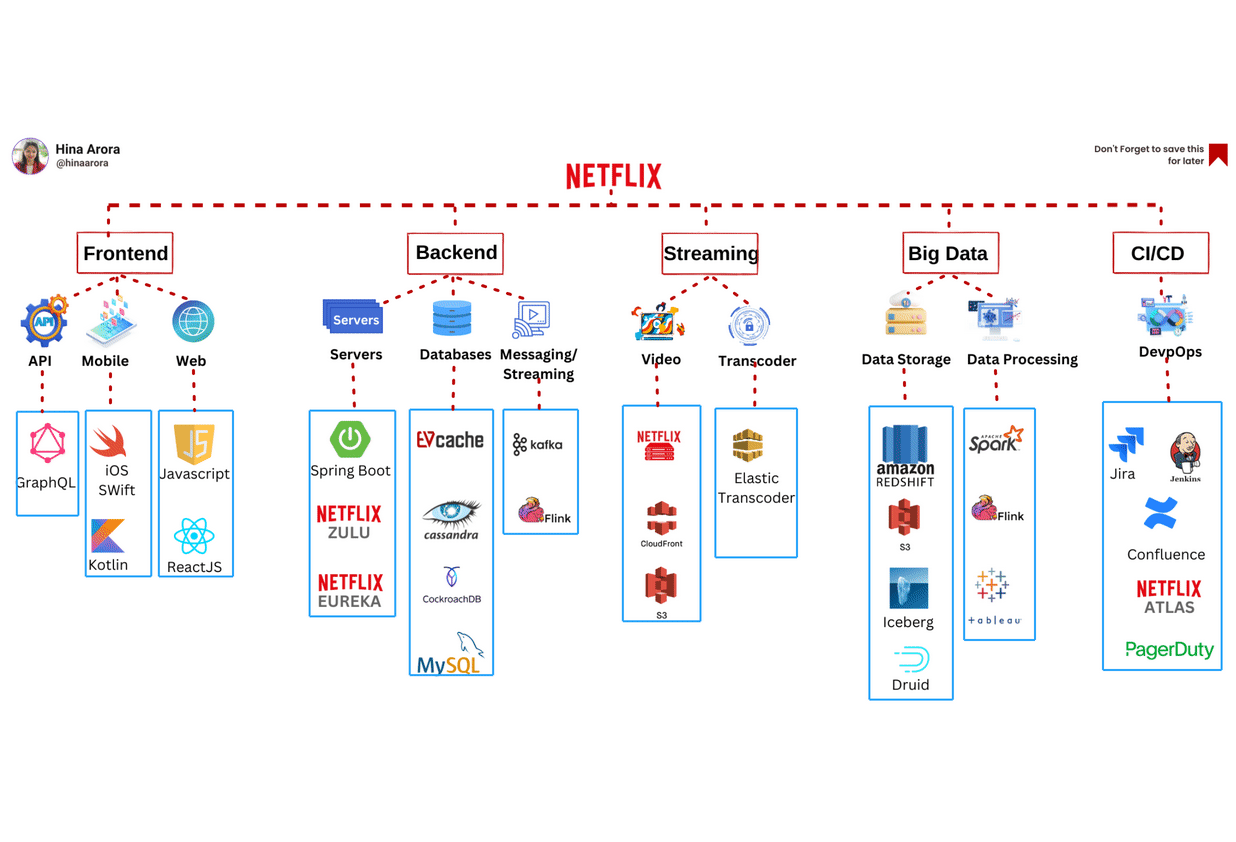 Hina Arora
@hinaarora
Don't Forget to save this
for later
NETFLIX
Frontend
Backend
Streaming
Big Data
CI/CD
API
API
Mobile
Web
Servers
Servers
Databases
Messaging/
Streaming
Video
Transcoder
Data Storage
Data Processing
DevpOps
GraphQL
iOS
SWift
Kotlin
JS
Javascript
ReactJS
Spring Boot
NETFLIX
ZULU
NETFLIX
EUREKA
EVcache
cassandra
CockroachDB
MySQL
kafka
Flink
NETFLIX
CloudFront
S3
Elastic
Transcoder
amazon
REDSHIFT
S3
Iceberg
Druid
APACHE
Spark
Flink
+ableau
Jira
Jenkins
Confluence
NETFLIX
ATLAS
PagerDuty